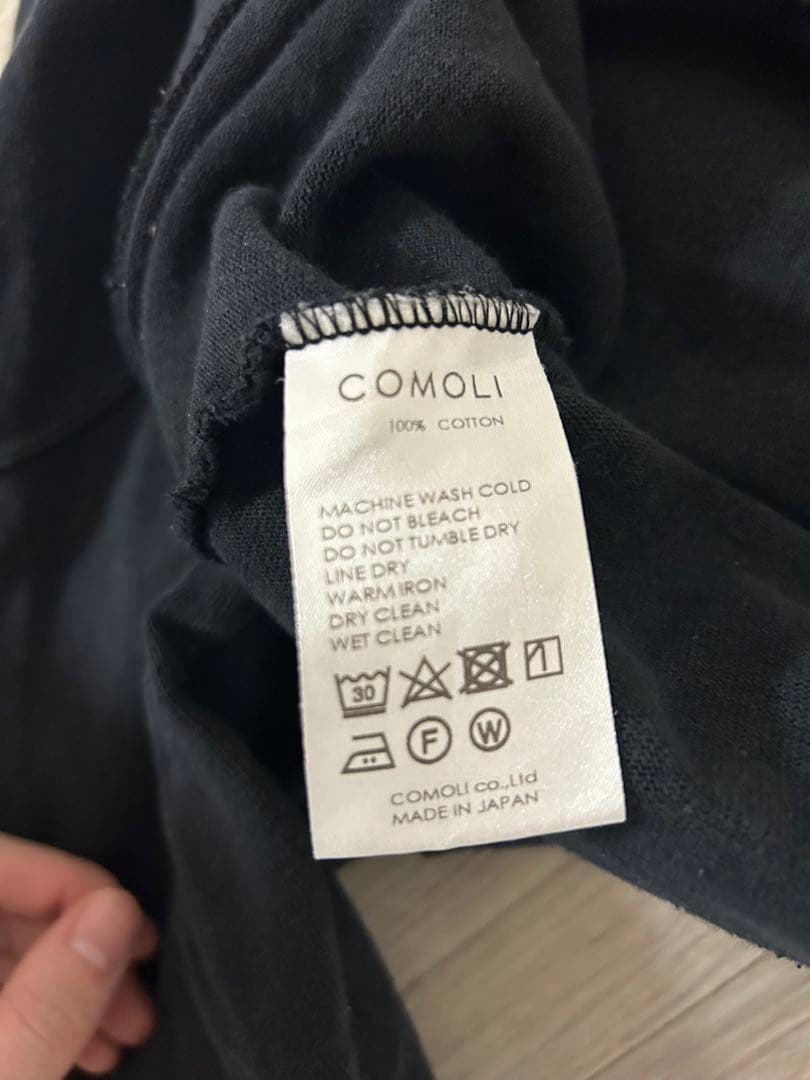 COMOLI
100% COTTON
MACHINE WASH COLD
DO NOT BLEACH
DO NOT TUMBLE DRY
LINE DRY
WARM IRON
DRY CLEAN
WET CLEAN
30
F W
COMOLI co.,Ltd
MADE IN JAPAN